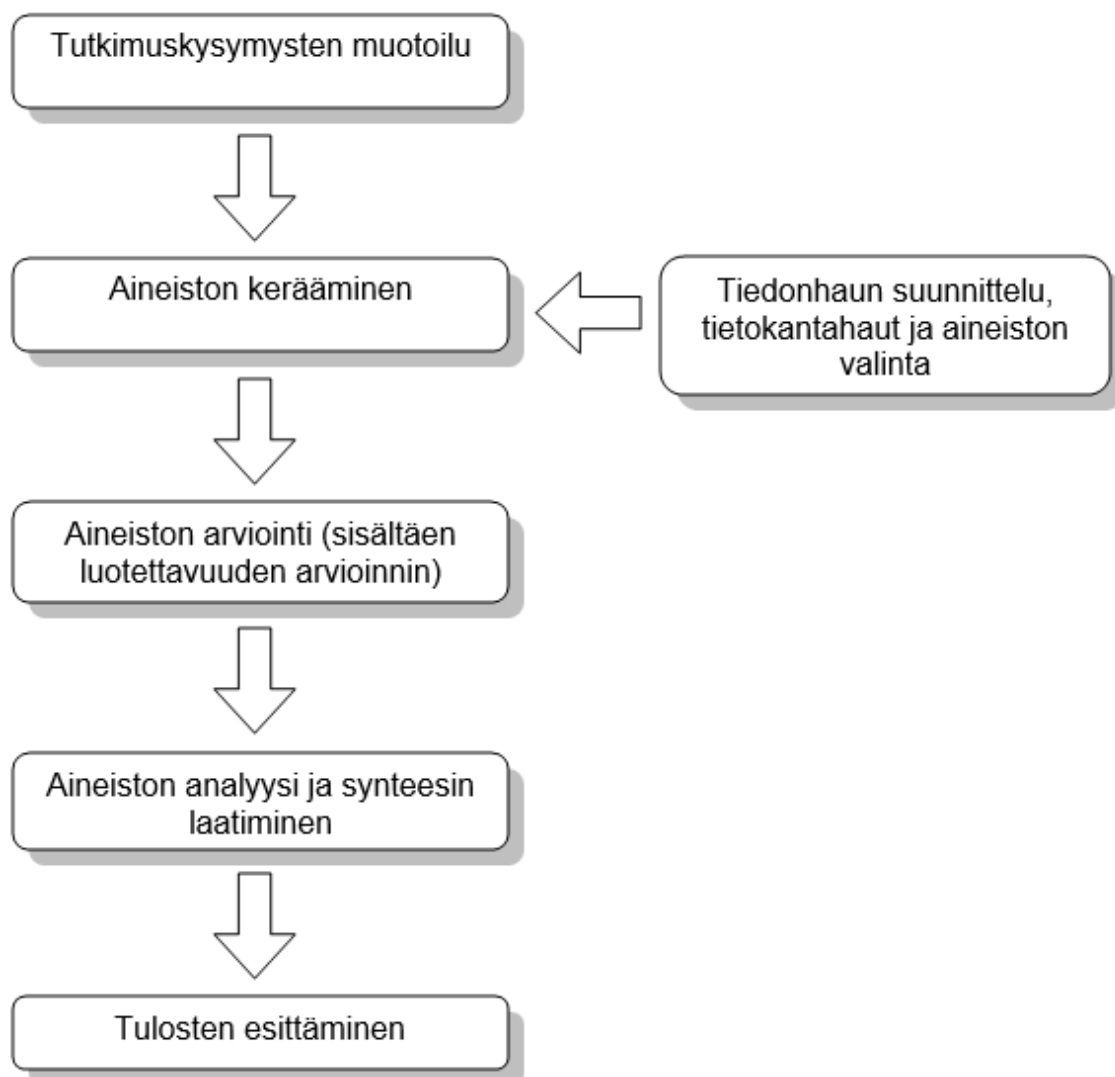 Tutkimuskysymysten muotoilu
Aineiston kerääminen
Tiedonhaun suunnittelu,
tietokantahaut ja aineiston
valinta
Aineiston arviointi (sisältäen
luotettavuuden arvioinnin)
Aineiston analyysi ja synteesin
laatiminen
Tulosten esittäminen